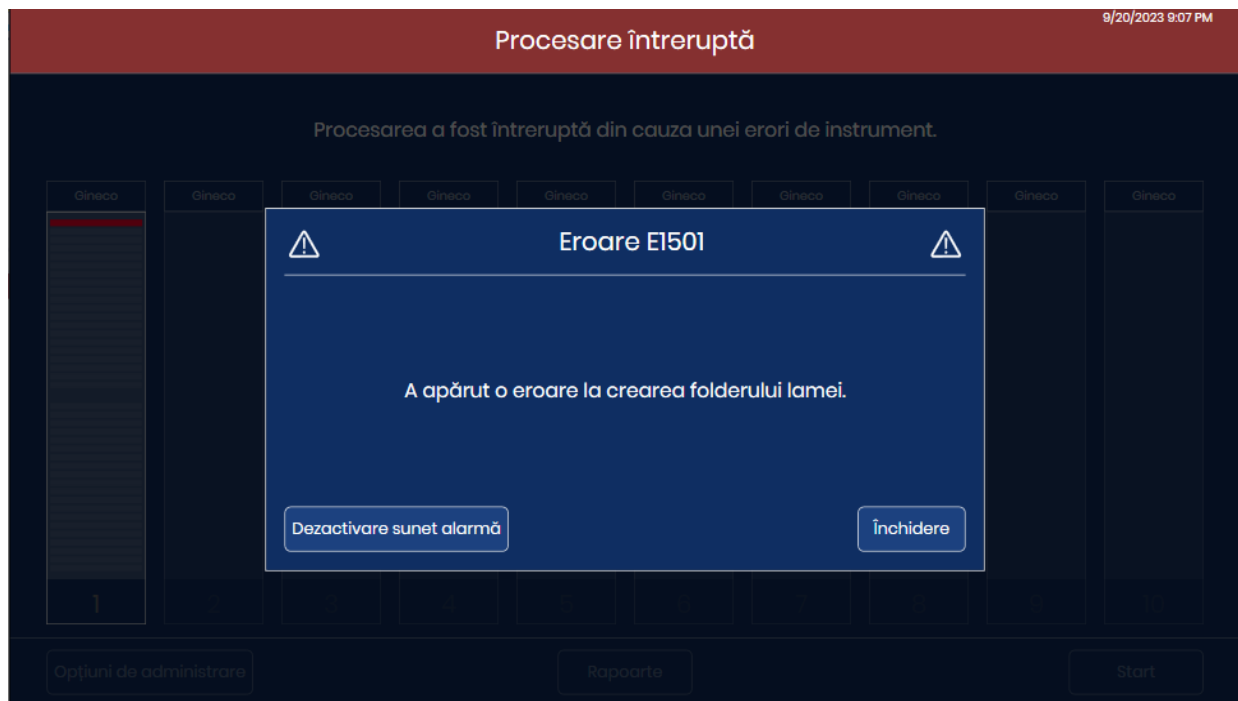 9/20/2023 9:07 PM
Procesare întreruptă
Procesarea a fost întreruptă din cauza unei erori de instrument.
Gineco Gineco Gineco Gineco Gineco Gineco Gineco Gineco Gineco Gineco
Eroare E1501
A apărut o eroare la crearea folderului lamei.
Dezactivare sunet alarmă Închidere
1 2 3 4 5 6 7 8 9 10
Opțiuni de administrare Rapoarte Start